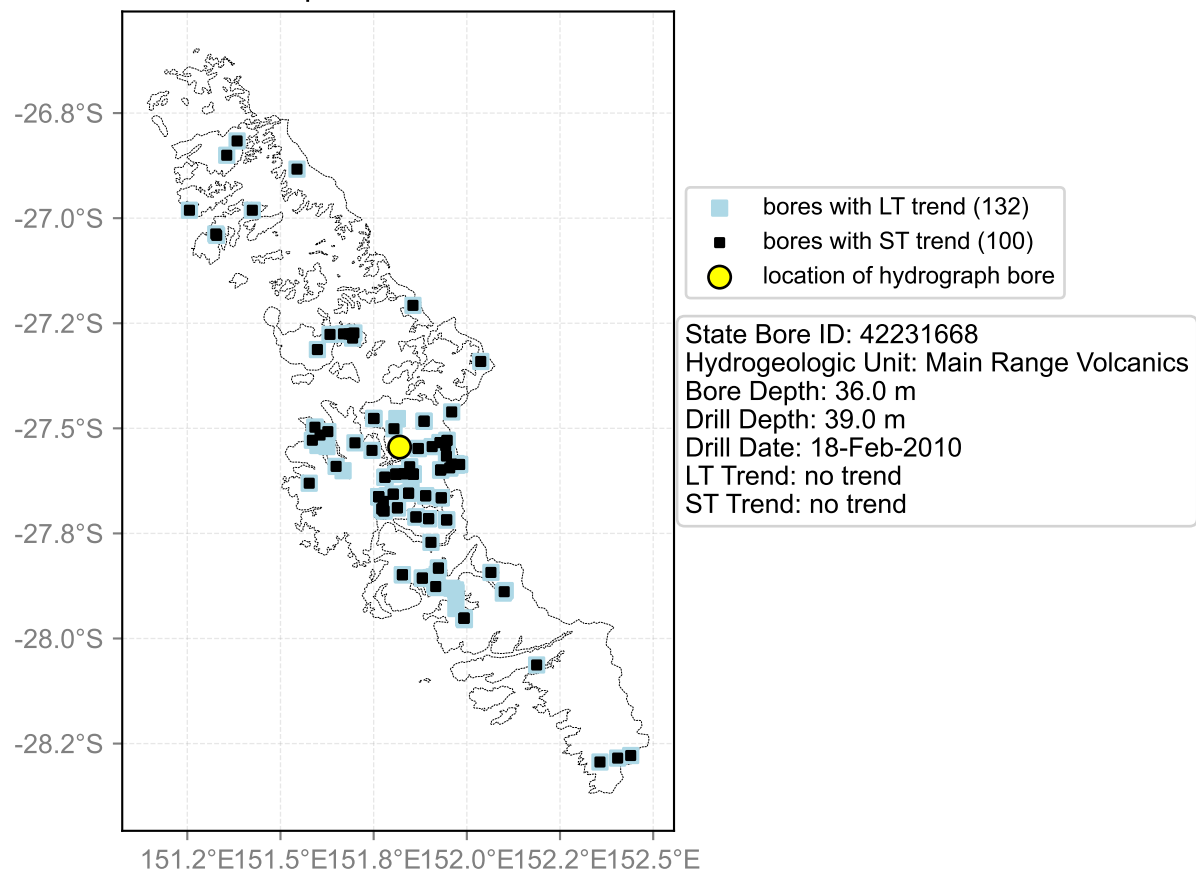 -26.8°S
-27.0°S
-27.2°S
-27.5°S
-27.8°S
-28.0°S
-28.2°S
151.2°E151.5°E151.8°E152.0°E152.2°E152.5°E
bores with LT trend (132)
bores with ST trend (100)
location of hydrograph bore
State Bore ID: 42231668
Hydrogeologic Unit: Main Range Volcanics
Bore Depth: 36.0 m
Drill Depth: 39.0 m
Drill Date: 18-Feb-2010
LT Trend: no trend
ST Trend: no trend